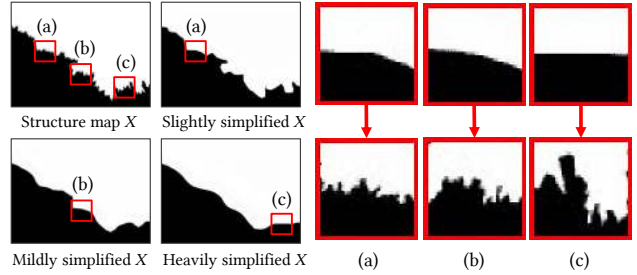 (a)
(b)
(c)
Structure map X
(a)
Slightly simplified X
(b)
Mildly simplified X
(c)
Heavily simplified X
(a)
(b)
(c)